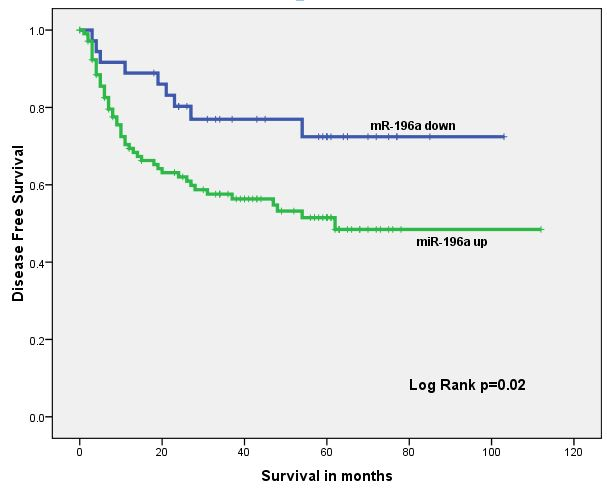 1.0
0.8
0.6
0.4
0.2
0.0
Disease Free Survival
mR-196a down
miR-196a up
Log Rank p=0.02
0 20 40 60 80 100 120
Survival in months